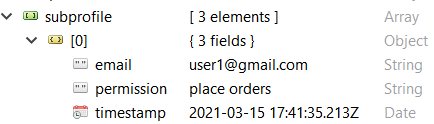 subprofile [ 3 elements ] Array
[0] { 3 fields } Object
email user1@gmail.com String
permission place orders String
timestamp 2021-03-15 17:41:35.213Z Date